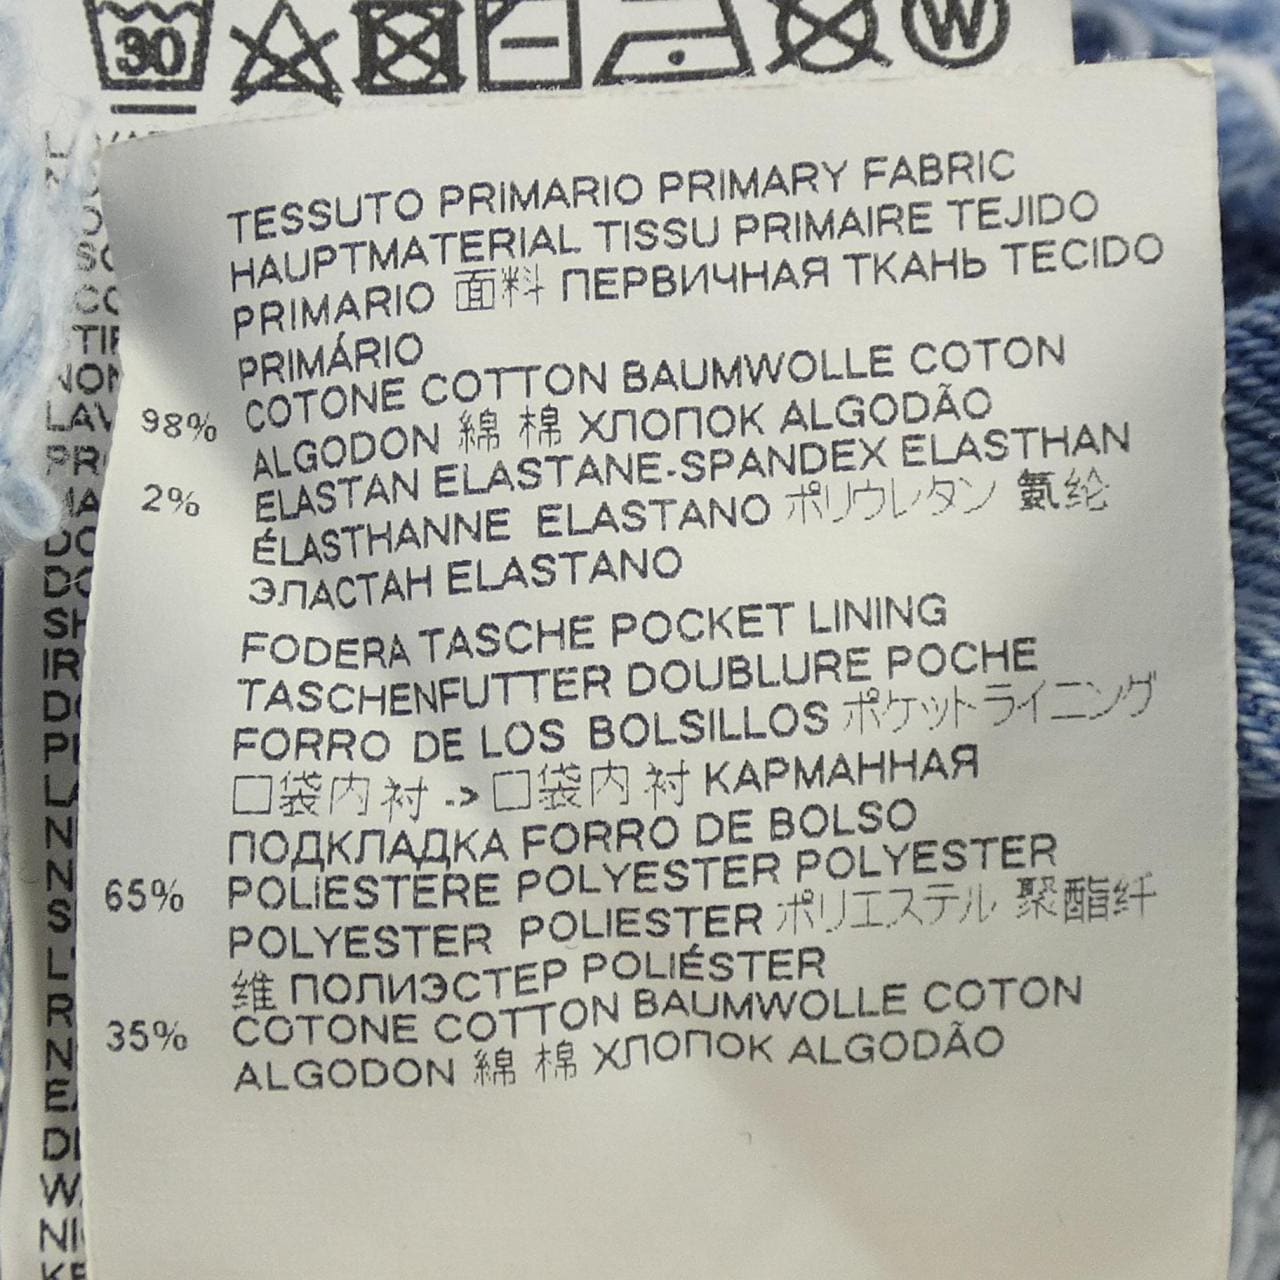 30
W
TESSUTO PRIMARIO PRIMARY FABRIC
HAUPTMATERIAL TISSU PRIMAIRE TEJIDO
PRIMARIO 面料 ПЕРВИЧНАЯ ТКАНЬ TECIDO
PRIMÁRIO
98% COTONE COTTON BAUMWOLLE COTON
ALGODON 綿 棉 ХЛОПОК ALGODÃO
2% ELASTAN ELASTANE-SPANDEX ELASTHAN
ÉLASTHANNE ELASTANO ポリウレタン 氨纶
ЭЛАСТАН ELASTANO
FODERA TASCHE POCKET LINING
TASCHENFUTTER DOUBLURE POCHE
FORRO DE LOS BOLSILLOS ポケットライニング
口袋内衬 -> 口袋内衬 КАРМАННАЯ
ПОДКЛАДКА FORRO DE BOLSO
65% POLIESTERE POLYESTER POLYESTER
POLYESTER POLIESTER ポリエステル 聚酯纤
维 ПОЛИЭСТЕР POLIÉSTER
35% COTONE COTTON BAUMWOLLE COTON
ALGODON 綿 棉 ХЛОПОК ALGODÃO